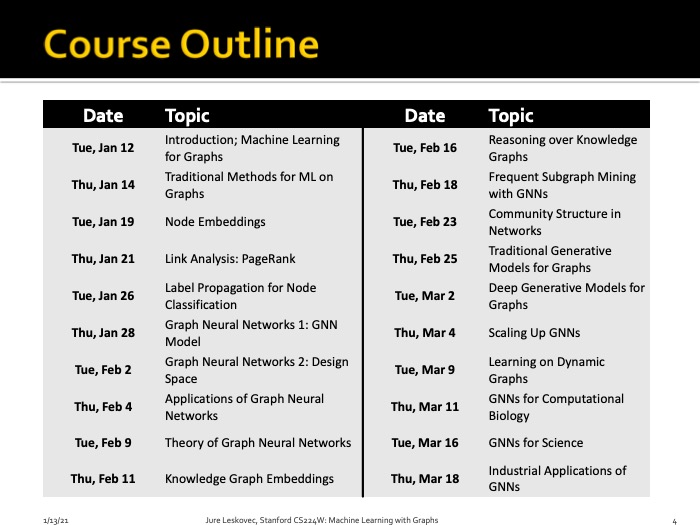 Course Outline
Date Topic Date Topic
Tue, Jan 12
Introduction; Machine Learning
for Graphs
Tue, Feb 16
Reasoning over Knowledge
Graphs
Thu, Jan 14
Traditional Methods for ML on
Graphs
Thu, Feb 18
Frequent Subgraph Mining
with GNNs
Tue, Jan 19
Node Embeddings
Tue, Feb 23
Community Structure in
Networks
Thu, Jan 21
Link Analysis: PageRank
Thu, Feb 25
Traditional Generative
Models for Graphs
Tue, Jan 26
Label Propagation for Node
Classification
Tue, Mar 2
Deep Generative Models for
Graphs
Thu, Jan 28
Graph Neural Networks 1: GNN
Model
Thu, Mar 4
Scaling Up GNNs
Tue, Feb 2
Graph Neural Networks 2: Design
Space
Tue, Mar 9
Learning on Dynamic
Graphs
Thu, Feb 4
Applications of Graph Neural
Networks
Thu, Mar 11
GNNs for Computational
Biology
Tue, Feb 9
Theory of Graph Neural Networks
Tue, Mar 16
GNNs for Science
Thu, Feb 11
Knowledge Graph Embeddings
Thu, Mar 18
Industrial Applications of
GNNs
1/13/21 Jure Leskovec, Stanford CS224W: Machine Learning with Graphs 4